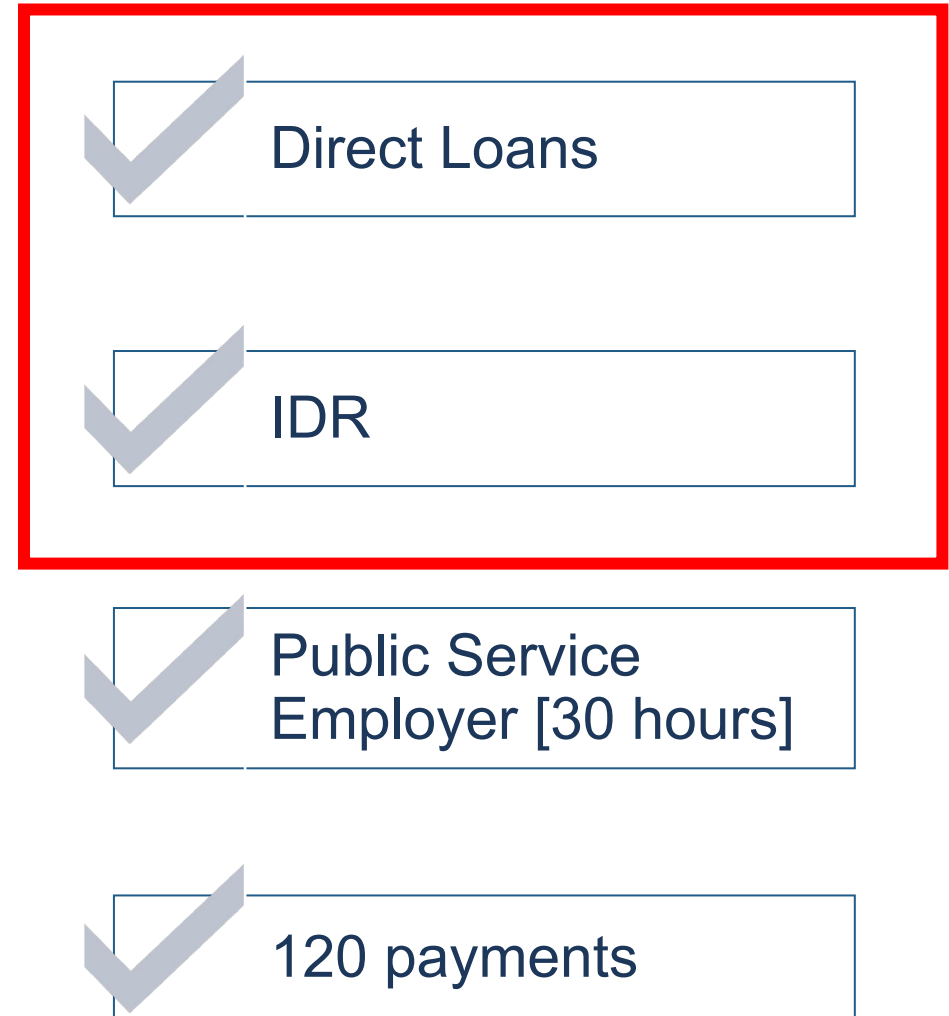 Direct Loans
IDR
Public Service
Employer [30 hours]
120 payments